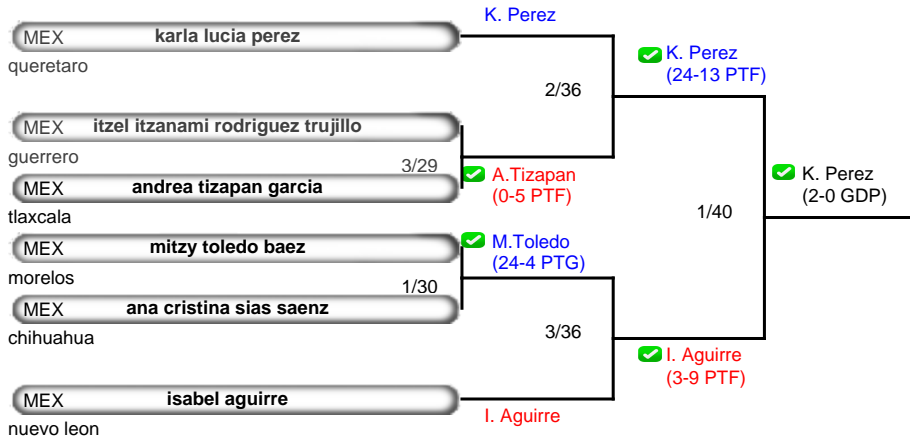 K. Perez
MEX karla lucia perez
queretaro
K. Perez
(24-13 PTF)
2/36
MEX itzel itzanami rodriguez trujillo
guerrero
3/29
MEX andrea tizapan garcia
tlaxcala
A.Tizapan
(0-5 PTF)
K. Perez
(2-0 GDP)
1/40
MEX mitzy toledo baez
morelos
M.Toledo
(24-4 PTG)
1/30
MEX ana cristina sias saenz
chihuahua
3/36
I. Aguirre
(3-9 PTF)
MEX isabel aguirre
nuevo leon
I. Aguirre